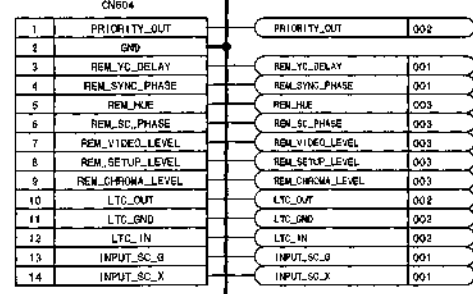 CN604
1 PRIORITY_OUT PRIORITY_OUT 002
2 GND
3 REM_YC_DELAY REM_YC_DELAY 001
4 REM_SYNC_PHASE REM_SYNC_PHASE 001
5 REM_HUE REM_HUE 003
6 REM_SC_PHASE REM_SC_PHASE 003
7 REM_VIDEO_LEVEL REM_VIDEO_LEVEL 003
8 REM_SETUP_LEVEL REM_SETUP_LEVEL 003
9 REM_CHROMA_LEVEL REM_CHROMA_LEVEL 003
10 LTC_OUT LTC_OUT 002
11 LTC_GND LTC_GND 002
12 LTC_IN LTC_IN 002
13 INPUT_SC_G INPUT_SC_G 001
14 INPUT_SC_X INPUT_SC_X 001